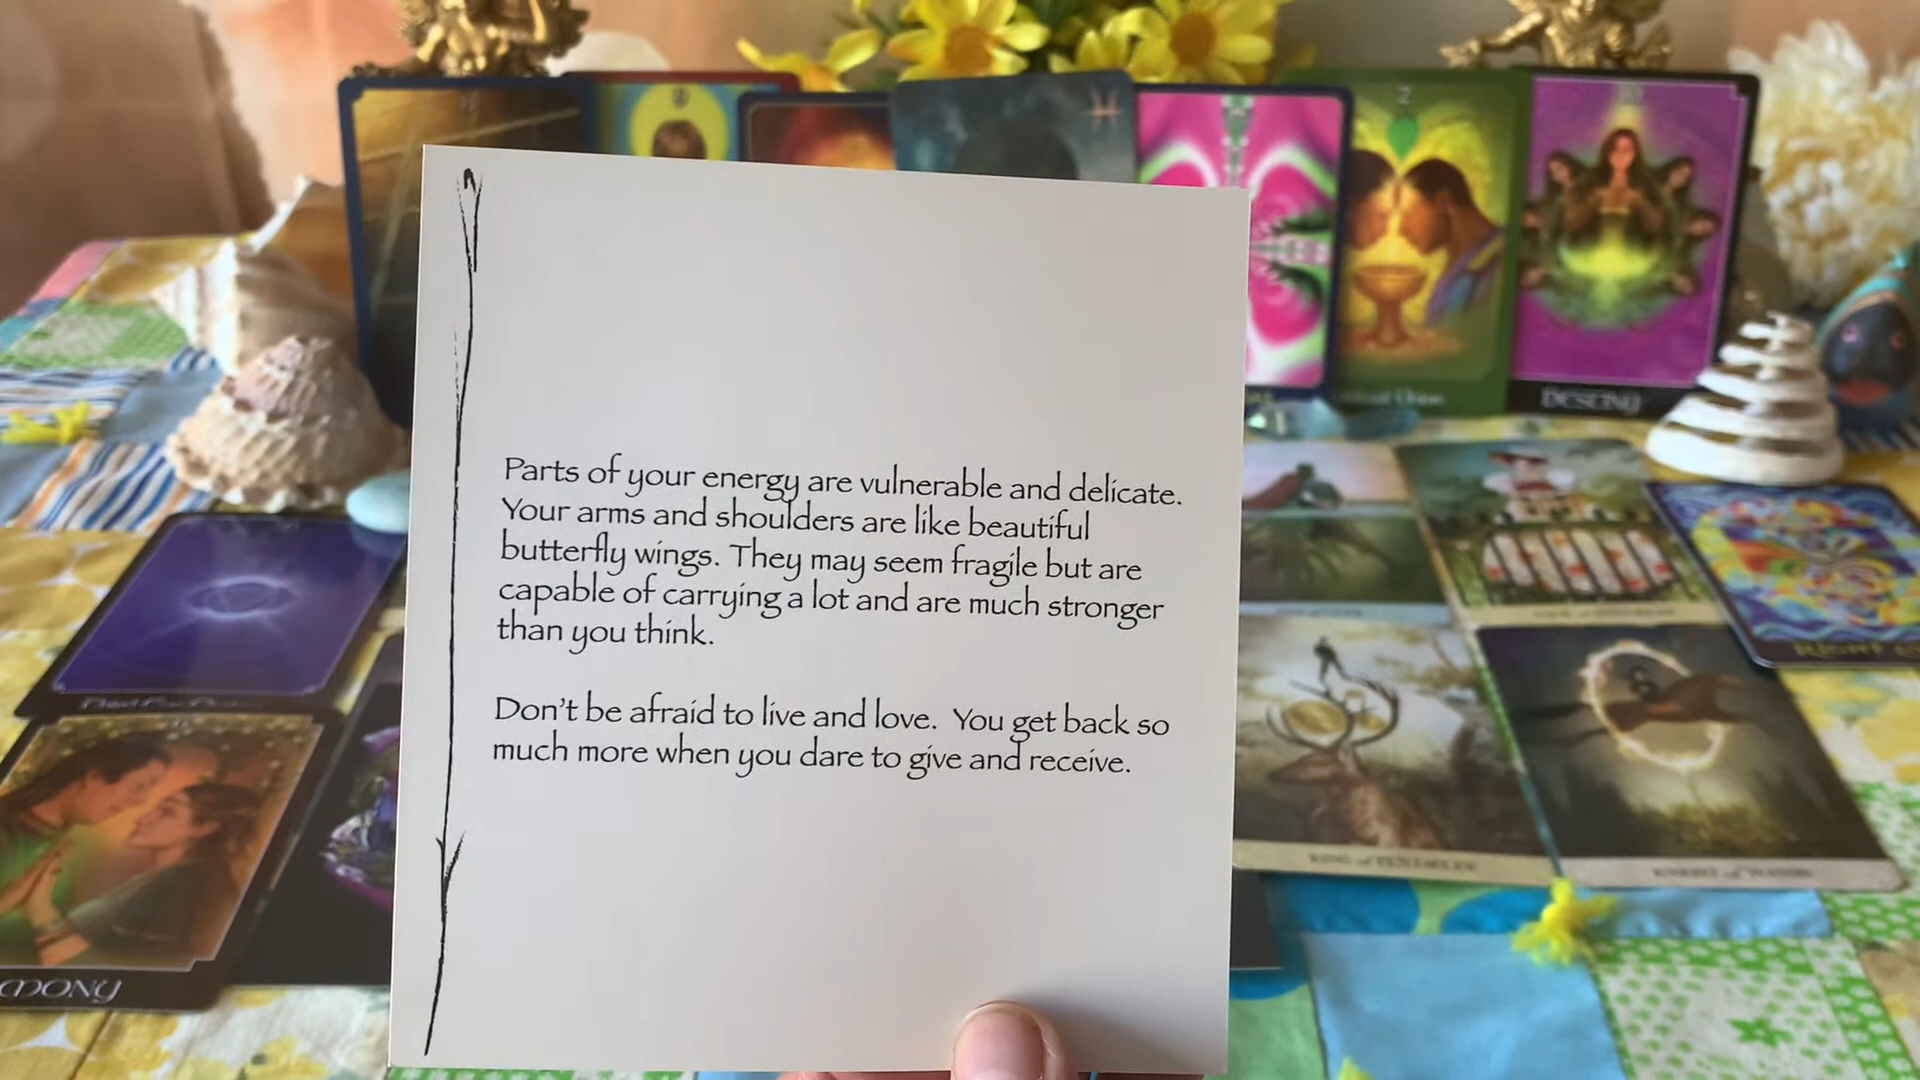 2
DESTINY
Parts of your energy are vulnerable and delicate.
Your arms and shoulders are like beautiful
butterfly wings. They may seem fragile but are
capable of carrying a lot and are much stronger
than you think.
Don't be afraid to live and love.  You get back so
much more when you dare to give and receive.
RIGHT
KING of PENTACLES
KNIGHT of WANDS
MONY